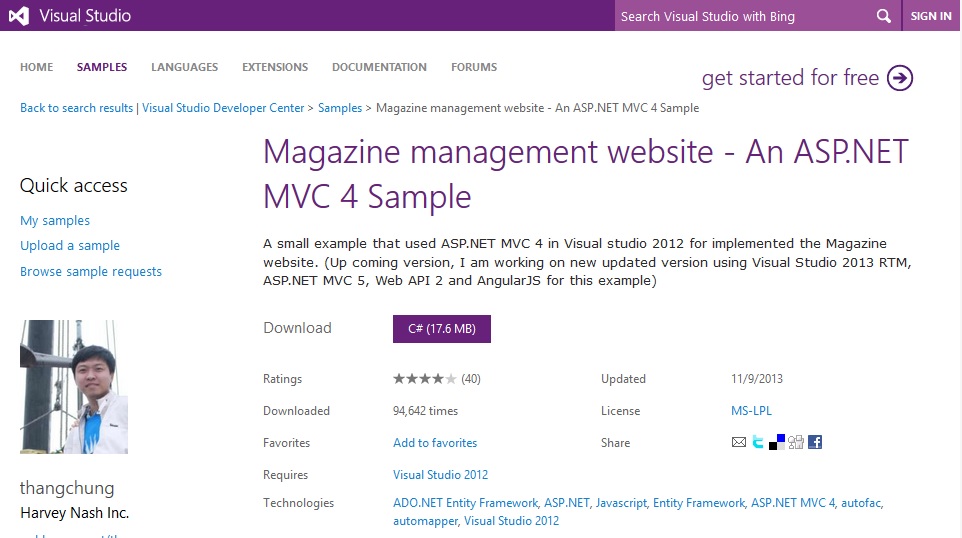 Visual Studio
Search Visual Studio with Bing
SIGN IN
HOME SAMPLES LANGUAGES EXTENSIONS DOCUMENTATION FORUMS
get started for free
Back to search results | Visual Studio Developer Center > Samples > Magazine management website - An ASP.NET MVC 4 Sample
Magazine management website - An ASP.NET
MVC 4 Sample
Quick access
My samples
Upload a sample
Browse sample requests
A small example that used ASP.NET MVC 4 in Visual studio 2012 for implemented the Magazine
website. (Up coming version, I am working on new updated version using Visual Studio 2013 RTM,
ASP.NET MVC 5, Web API 2 and AngularJS for this example)
Download C# (17.6 MB)
Ratings (40) Updated 11/9/2013
Downloaded 94,642 times License MS-LPL
Favorites Add to favorites Share
Requires Visual Studio 2012
Technologies ADO.NET Entity Framework, ASP.NET, Javascript, Entity Framework, ASP.NET MVC 4, autofac,
automapper, Visual Studio 2012
thangchung
Harvey Nash Inc.